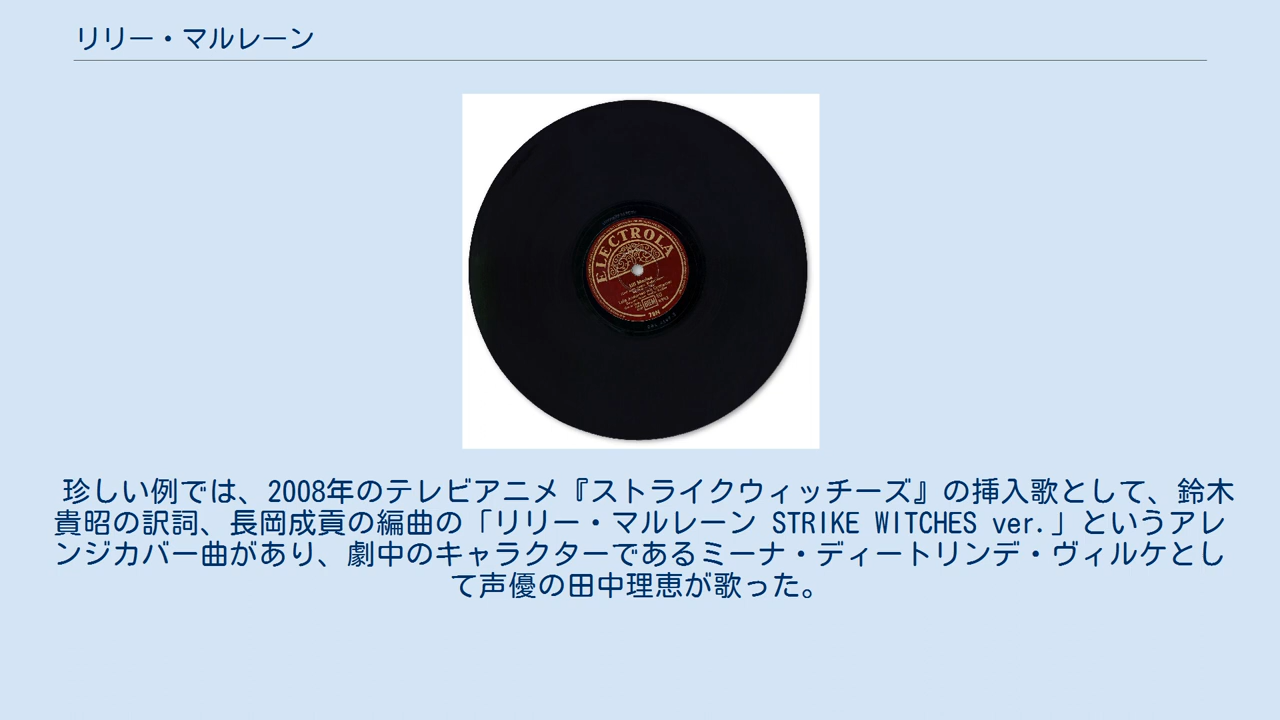 リリー・マルレーン
ELECTROLA
Lili Marleen
珍しい例では、2008年のテレビアニメ『ストライクウィッチーズ』の挿入歌として、鈴木
貴昭の訳詞、長岡成貢の編曲の「リリー・マルレーン STRIKE WITCHES ver.」というアレ
ンジカバー曲があり、劇中のキャラクターであるミーナ・ディートリンデ・ヴィルケとし
て声優の田中理恵が歌った。